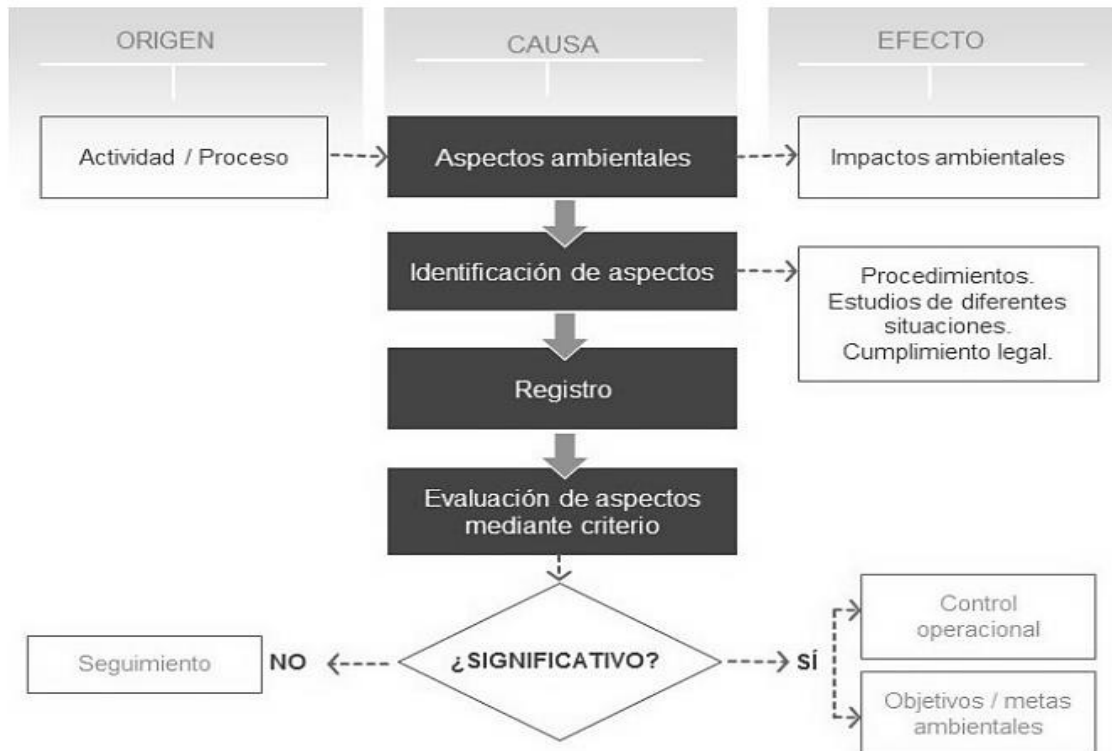 ORIGEN
CAUSA
EFECTO
Actividad / Proceso
Aspectos ambientales
Impactos ambientales
Identificación de aspectos
Procedimientos.
Estudios de diferentes
situaciones.
Cumplimiento legal.
Registro
Evaluación de aspectos
mediante criterio
Seguimiento
NO
¿SIGNIFICATIVO?
SÍ
Control
operacional
Objetivos / metas
ambientales